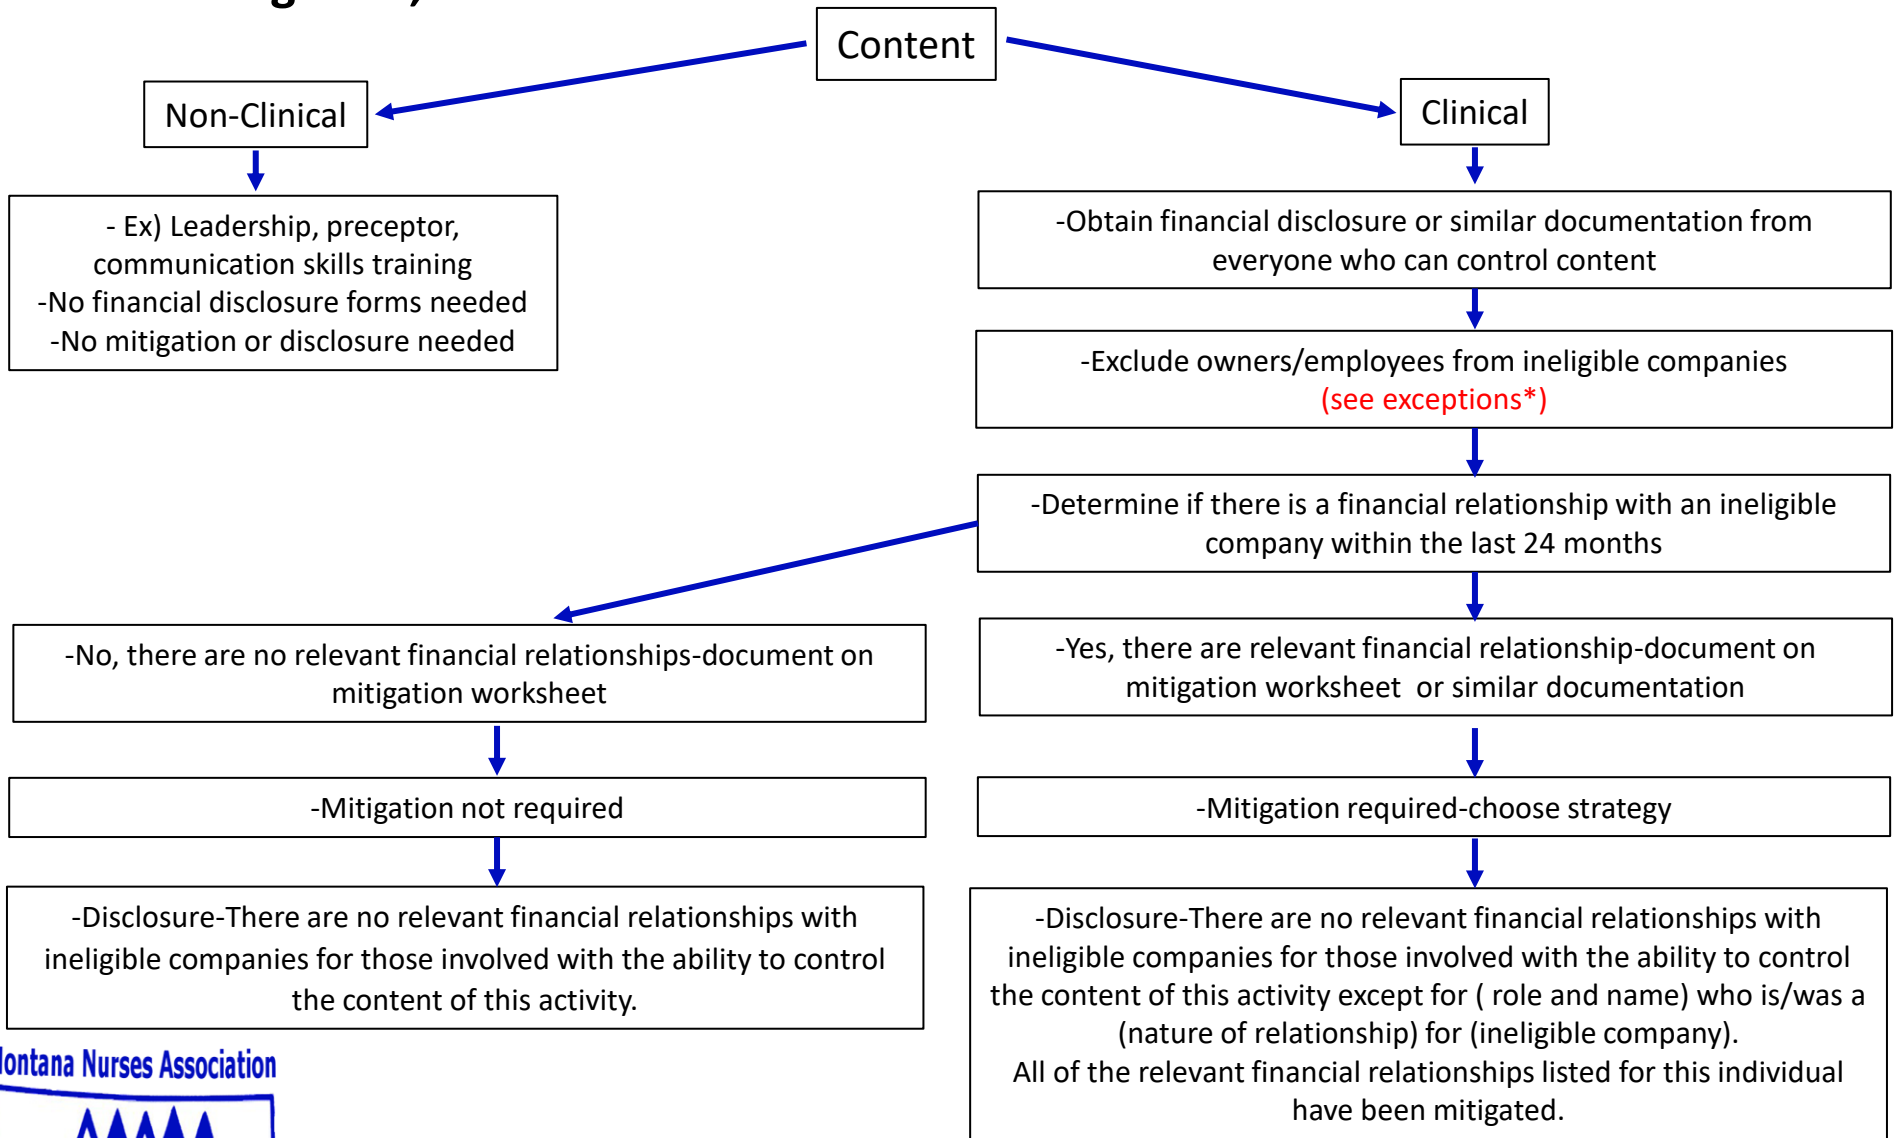 Content
Non-Clinical
Clinical
- Ex) Leadership, preceptor,
communication skills training
-No financial disclosure forms needed
-No mitigation or disclosure needed
-Obtain financial disclosure or similar documentation from
everyone who can control content
-Exclude owners/employees from ineligible companies
(see exceptions*)
-Determine if there is a financial relationship with an ineligible
company within the last 24 months
-No, there are no relevant financial relationships-document on
mitigation worksheet
-Yes, there are relevant financial relationship-document on
mitigation worksheet or similar documentation
-Mitigation not required
-Mitigation required-choose strategy
-Disclosure-There are no relevant financial relationships with
ineligible companies for those involved with the ability to control
the content of this activity.
-Disclosure-There are no relevant financial relationships with
ineligible companies for those involved with the ability to control
the content of this activity except for ( role and name) who is/was a
(nature of relationship) for (ineligible company).
All of the relevant financial relationships listed for this individual
have been mitigated.
Montana Nurses Association